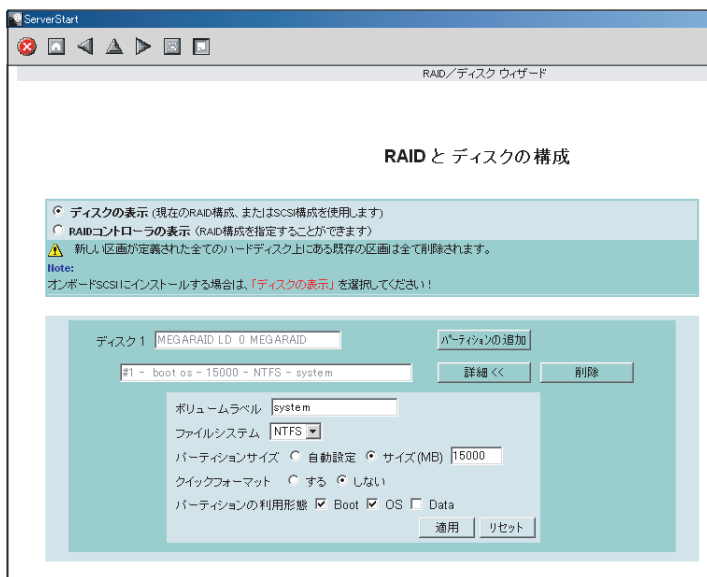 ServerStart
RAID／ディスク ウィザード
RAID と ディスクの構成
ディスクの表示 (現在のRAID構成、またはSCSI構成を使用します)
RAIDコントローラの表示 (RAID構成を指定することができます)
新しい区画が定義された全てのハードディスク上にある既存の区画は全て削除されます。
Note:
オンボードSCSIにインストールする場合は、「ディスクの表示」を選択してください！
ディスク 1 MEGARAID LD 0 MEGARAID パーティションの追加
#1 - boot os - 15000 - NTFS - system 詳細 << 削除
ボリュームラベル system
ファイルシステム NTFS
パーティションサイズ 自動設定 サイズ(MB) 15000
クイックフォーマット する しない
パーティションの利用形態 Boot OS Data
適用 リセット